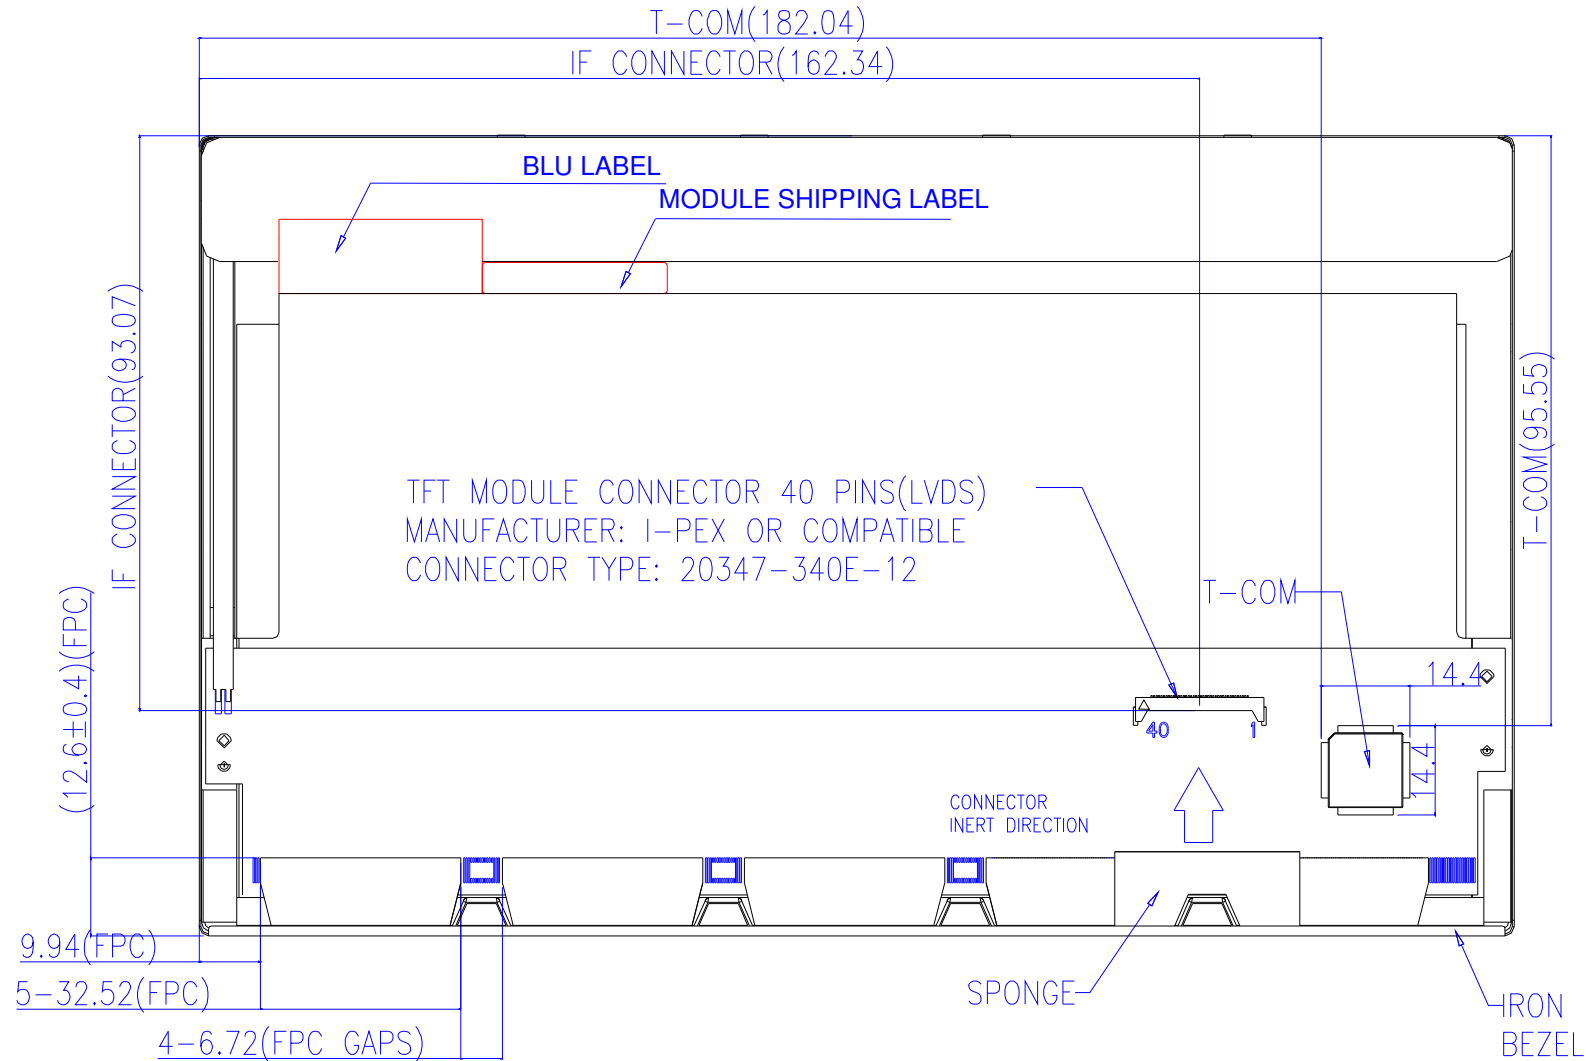 T-COM(182.04)
IF CONNECTOR(162.34)
BLU LABEL
MODULE SHIPPING LABEL
IF CONNECTOR(93.07)
T-COM(95.55)
TFT MODULE CONNECTOR 40 PINS(LVDS)
MANUFACTURER: I-PEX OR COMPATIBLE
CONNECTOR TYPE: 20347-340E-12
T-COM
(12.6±0.4)(FPC)
14.4
40
1
14.4
CONNECTOR
INERT DIRECTION
9.94(FPC)
5-32.52(FPC)
4-6.72(FPC GAPS)
SPONGE
IRON
BEZEL